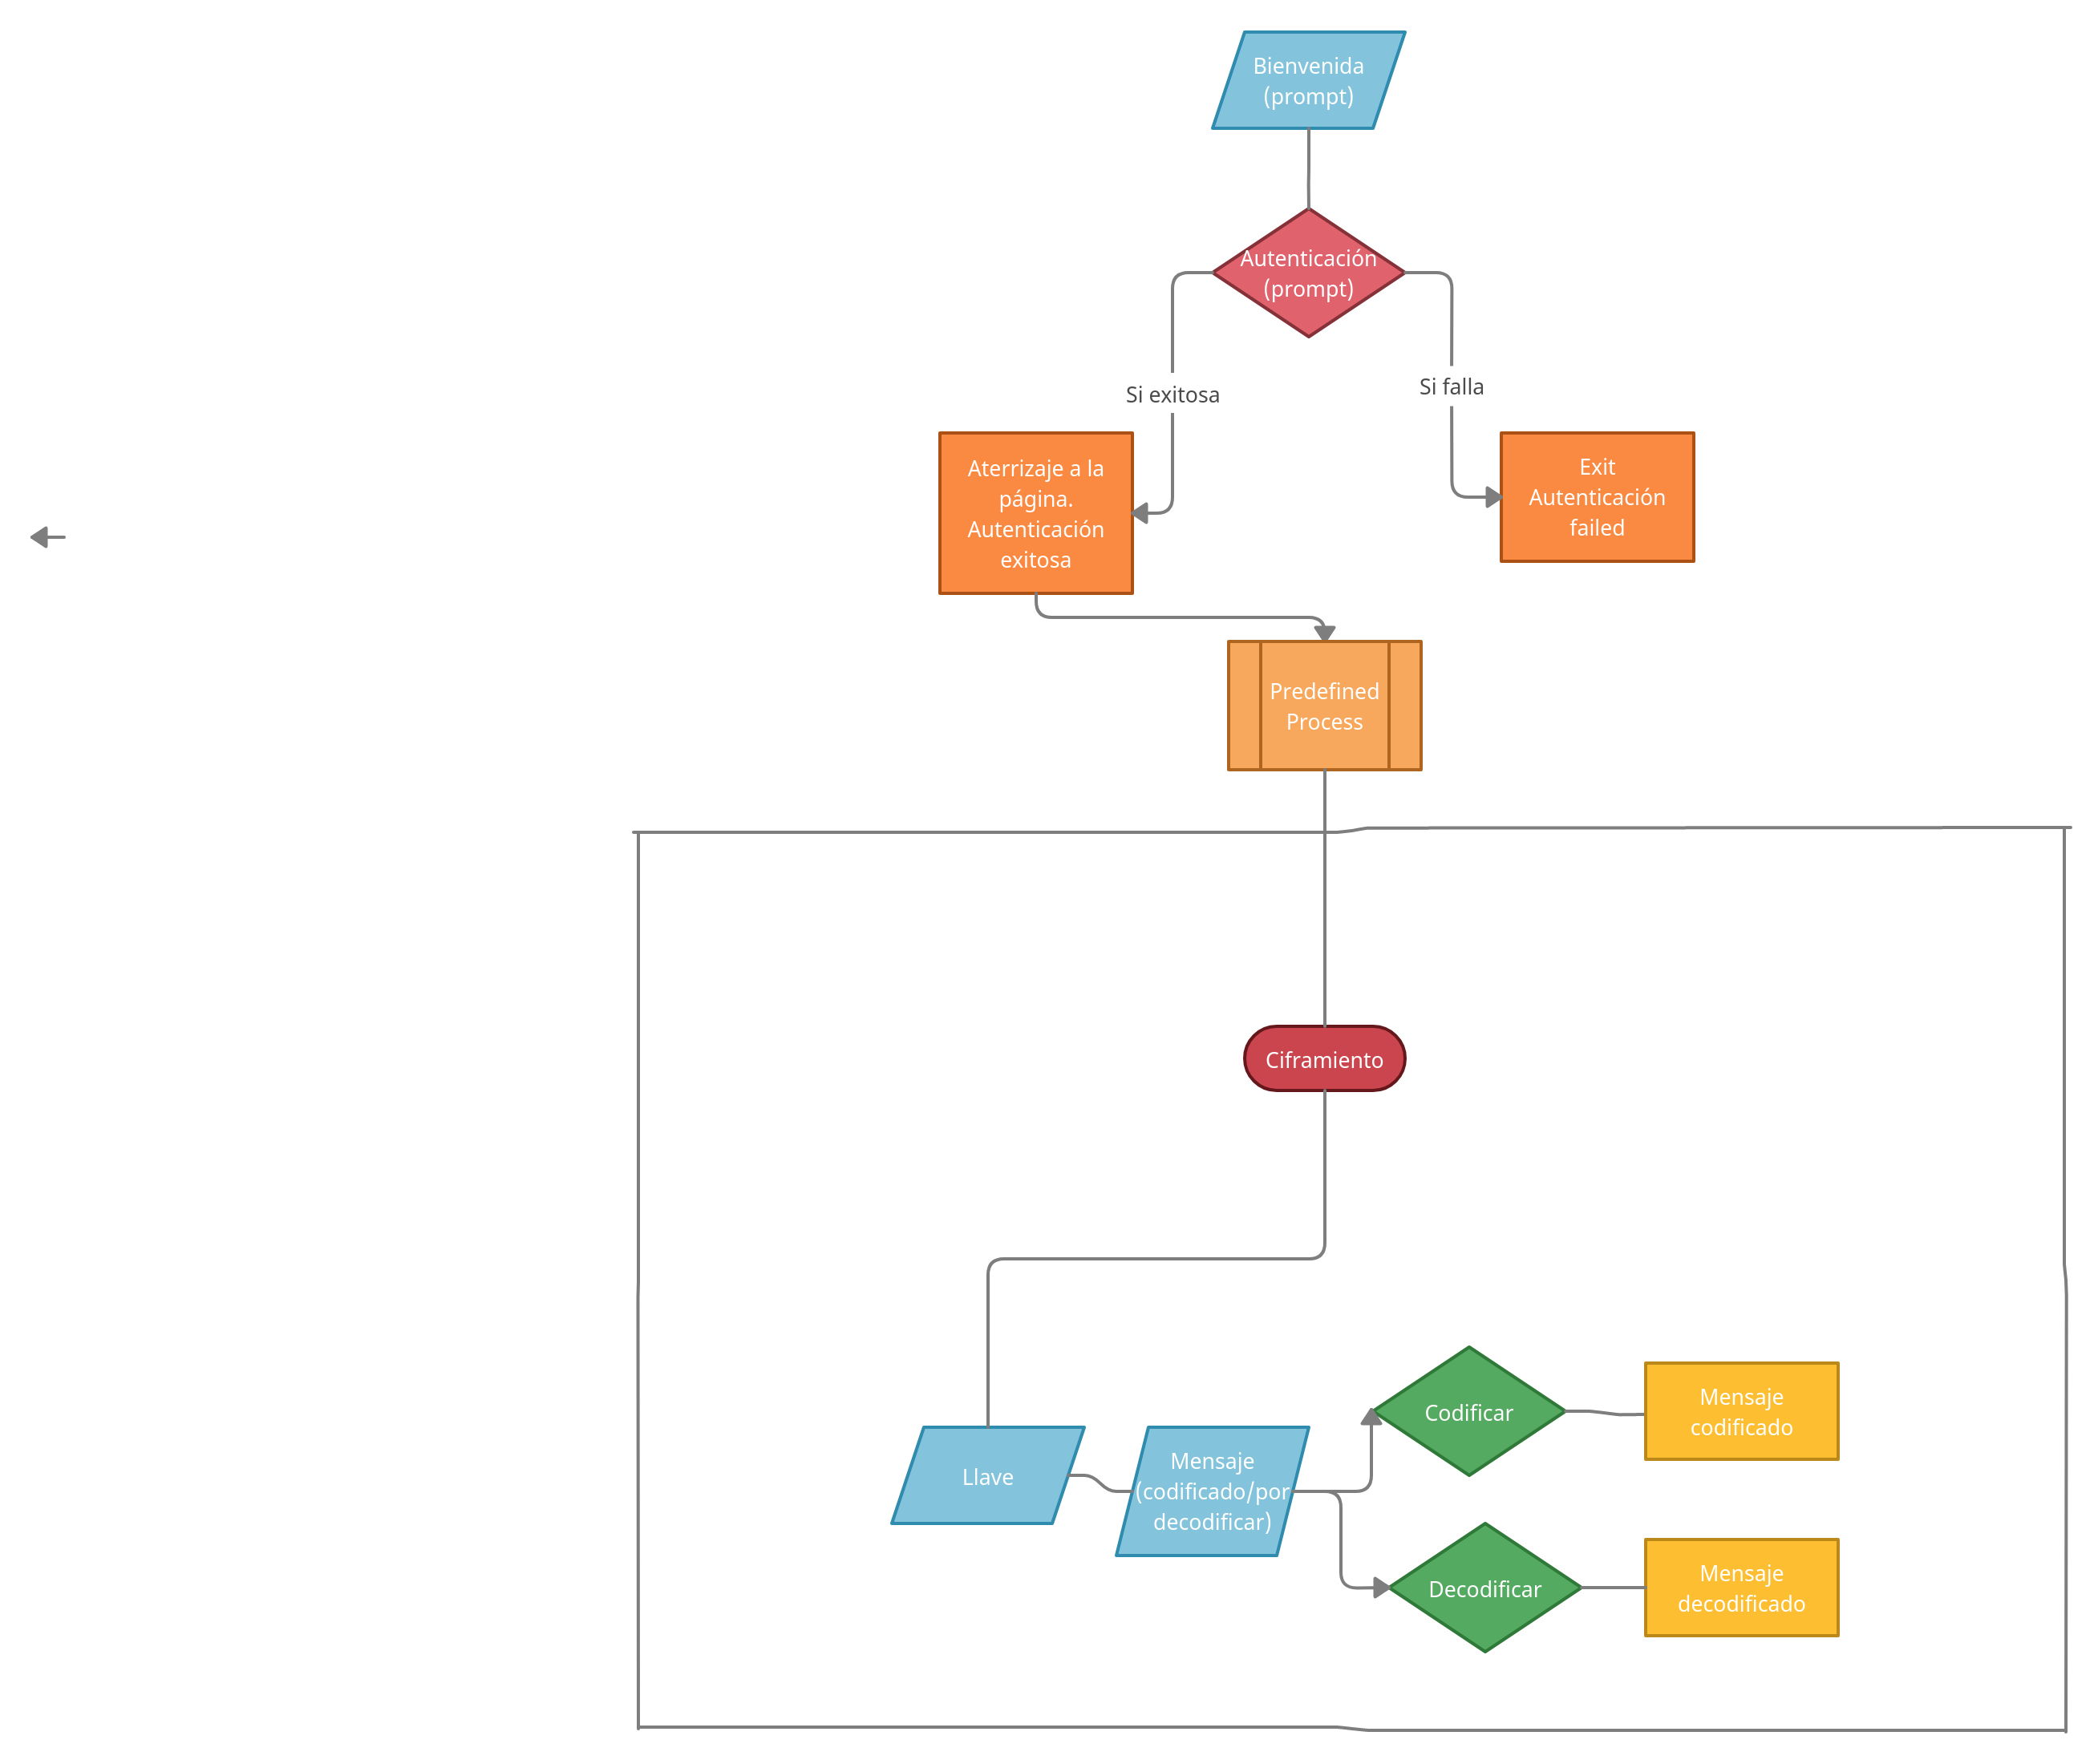 Bienvenida
(prompt)
Autenticación
(prompt)
Si exitosa
Si falla
Aterrizaje a la
página.
Autenticación
exitosa
Exit
Autenticación
failed
Predefined
Process
Ciframiento
Llave
Mensaje
(codificado/por
decodificar)
Codificar
Mensaje
codificado
Decodificar
Mensaje
decodificado